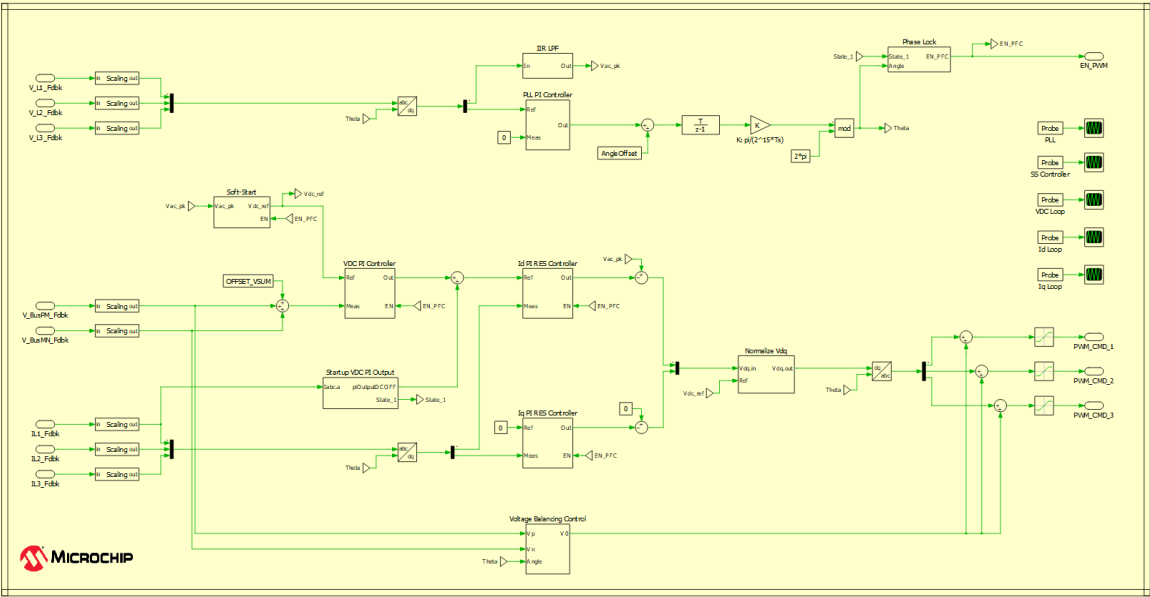 IIR LPF
In
Out
Vac_pk
Phase Lock
State_1
State_1
Angle
EN_PFC
EN_PFC
EN_PWM
V_L1_Fdbk
In
Scaling
out
V_L2_Fdbk
In
Scaling
out
V_L3_Fdbk
In
Scaling
out
Theta
abc
dq
PLL PI Controller
Ref
Out
0
Meas
AngleOffset
T
z-1
K
K: pi/(2^15*Ts)
2*pi
mod
Theta
Probe
PLL
Probe
SS Controller
Probe
VDC Loop
Probe
Id Loop
Probe
Iq Loop
Soft-Start
Vac_pk
Vac_pk
Vdc_ref
EN
Vdc_ref
EN_PFC
OFFSET_VSUM
VDC PI Controller
Ref
Out
Meas
EN
EN_PFC
Id PI RES Controller
Ref
Out
Meas
EN
EN_PFC
Vac_pk
V_BusPM_Fdbk
In
Scaling
out
V_BusMN_Fdbk
In
Scaling
out
Startup VDC PI Output
Iabc.a
piOutputDCOFF
State_1
State_1
Normalize Vdq
Vdq.in
Vdq.out
Ref
Vdc_ref
Theta
dq
abc
PWM_CMD_1
PWM_CMD_2
PWM_CMD_3
IL1_Fdbk
In
Scaling
out
IL2_Fdbk
In
Scaling
out
IL3_Fdbk
In
Scaling
out
Theta
abc
dq
Iq PI RES Controller
0
Ref
Out
Meas
EN
EN_PFC
0
Voltage Balancing Control
Vp
Vn
Angle
V0
Theta
MICROCHIP